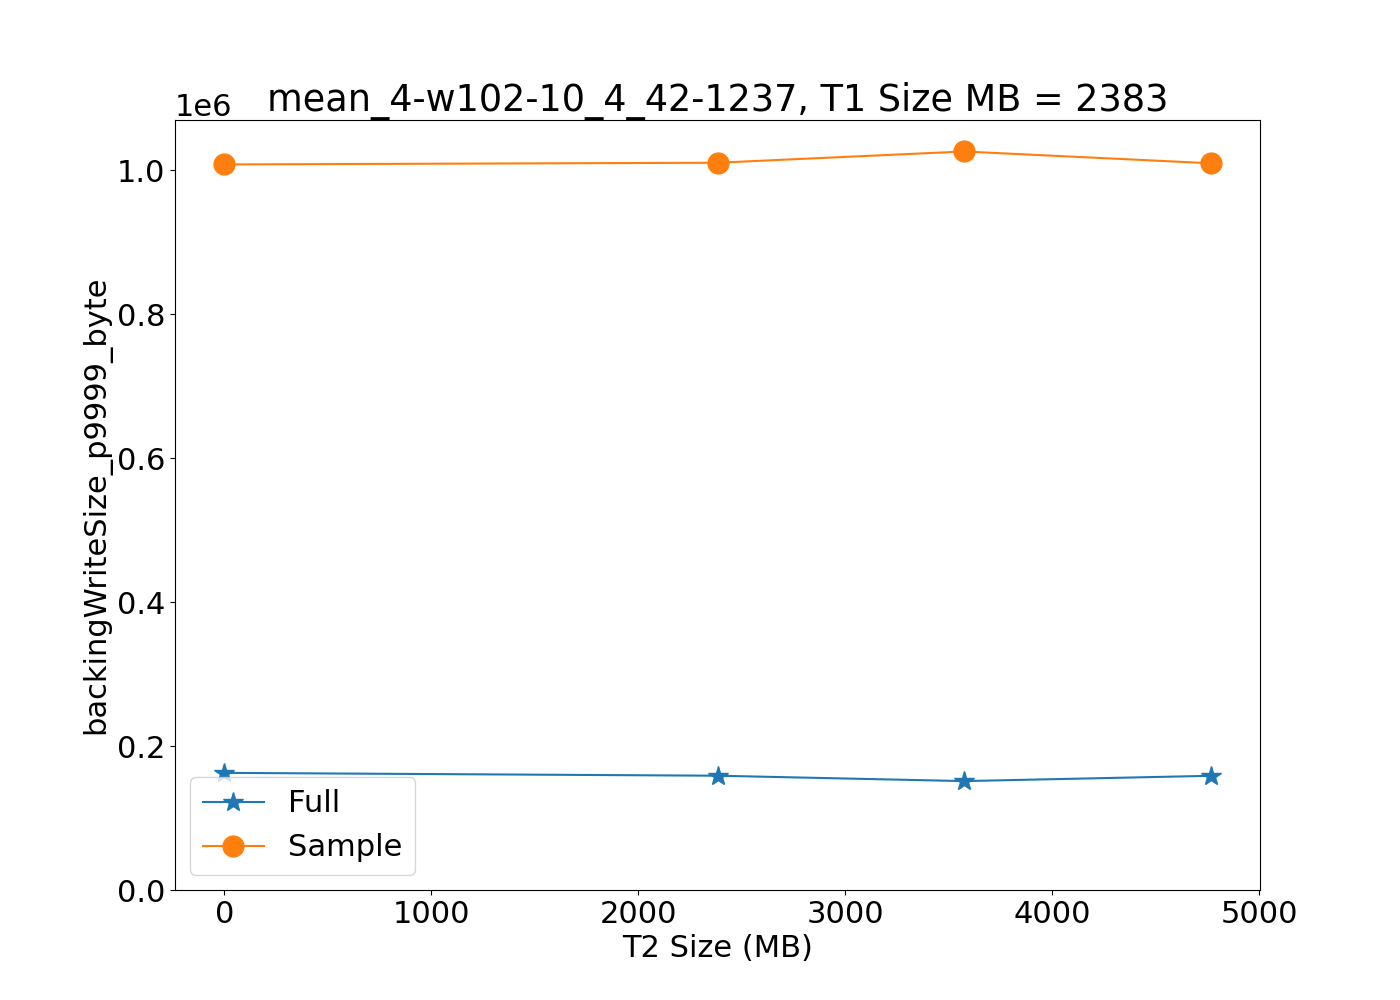 mean_4-w102-10_4_42-1237, T1 Size MB = 2383
1e6
1.0
0.8
0.6
0.4
0.2
0.0
backingWriteSize_p9999_byte
Full
Sample
0 1000 2000 3000 4000 5000
T2 Size (MB)